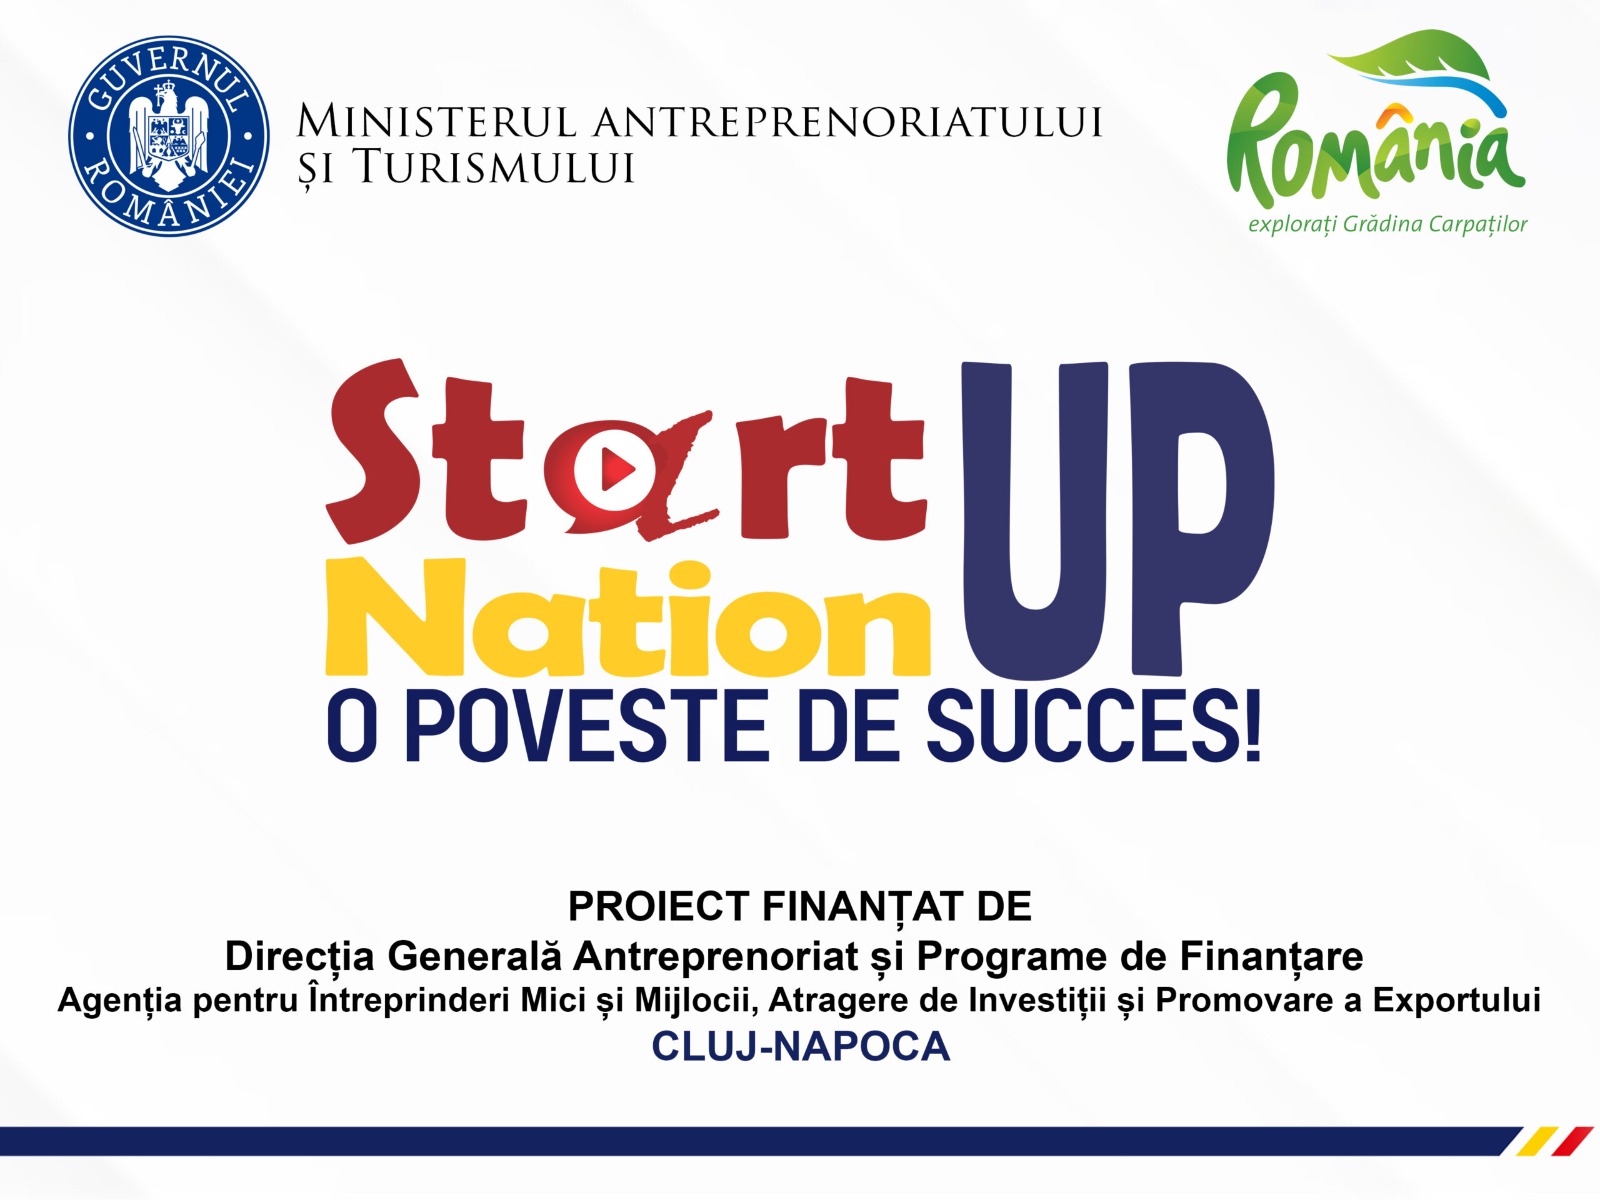 GUVERNUL
ROMÂNIEI
MINISTERUL ANTREPRENORIATULUI
ȘI TURISMULUI
România
explorați Grădina Carpaților
Start UP
Nation
O POVESTE DE SUCCES!
PROIECT FINANȚAT DE
Direcția Generală Antreprenoriat și Programe de Finanțare
Agenția pentru Întreprinderi Mici și Mijlocii, Atragere de Investiții și Promovare a Exportului
CLUJ-NAPOCA